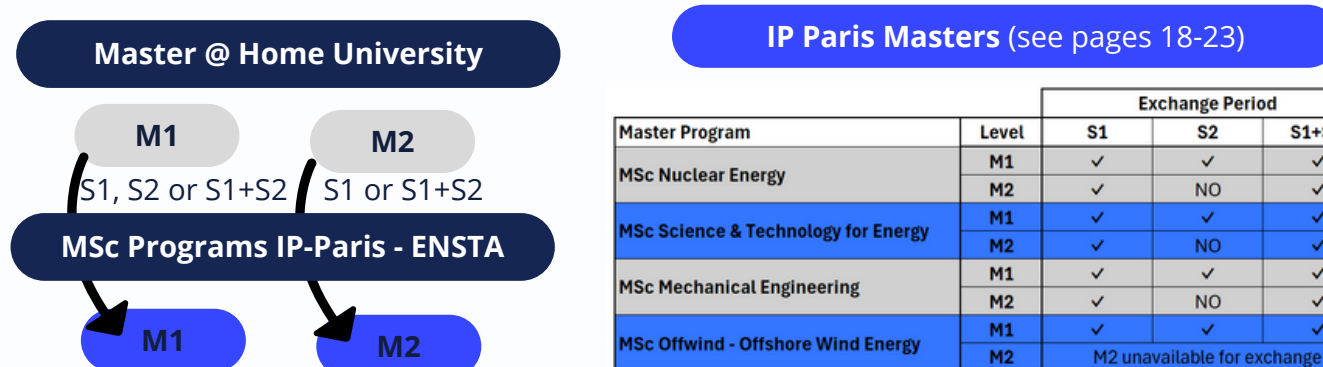 Master @ Home University
M1
M2
S1, S2 or S1+S2
S1 or S1+S2
MSc Programs IP-Paris - ENSTA
M1
M2
IP Paris Masters (see pages 18-23)
Exchange Period
Master Program Level S1 S2
MSc Nuclear Energy
M1 ✓ ✓ ✓
M2 ✓ NO ✓
MSc Science & Technology for Energy
M1 ✓ ✓ ✓
M2 ✓ NO ✓
MSc Mechanical Engineering
M1 ✓ ✓ ✓
M2 ✓ NO ✓
MSc Offwind - Offshore Wind Energy
M1 ✓ ✓ ✓
M2 M2 unavailable for exchange